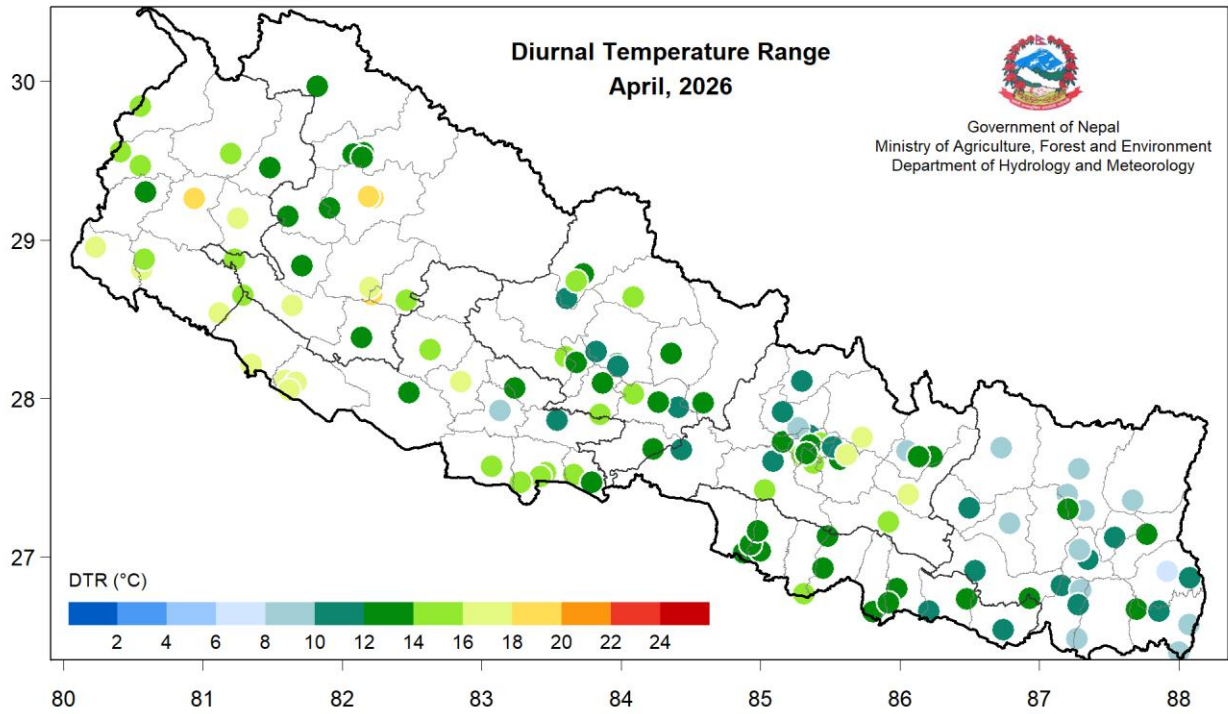 Diurnal Temperature Range
April, 2026
Government of Nepal
Ministry of Agriculture, Forest and Environment
Department of Hydrology and Meteorology
30
29
28
27
DTR (°C)
2 4 6 8 10 12 14 16 18 20 22 24
80 81 82 83 84 85 86 87 88